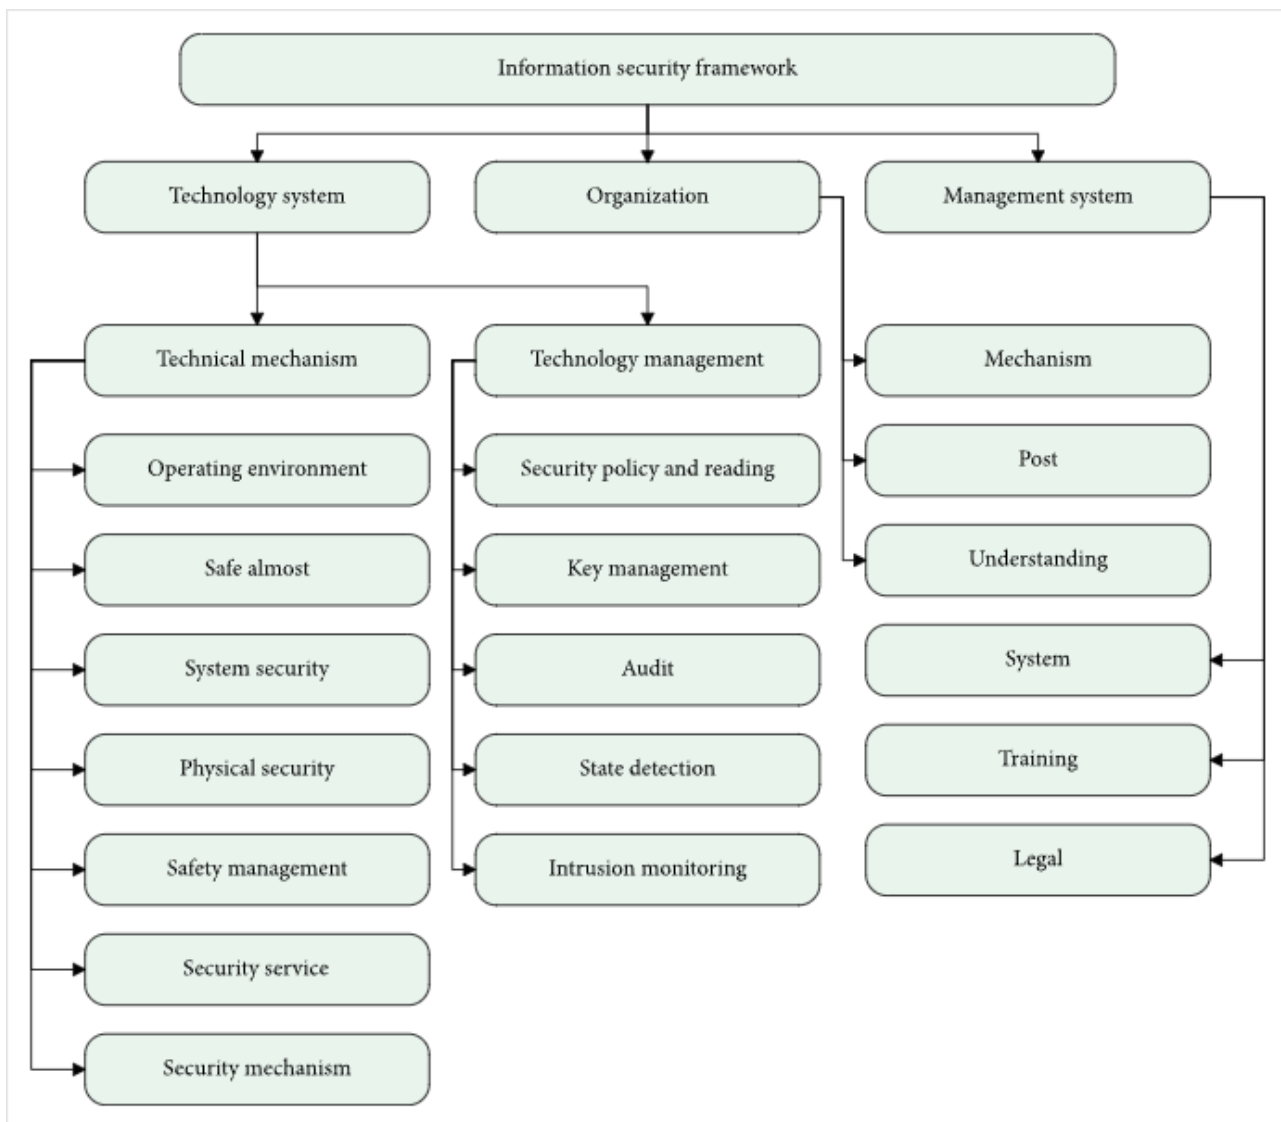 Information security framework
Technology system
Organization
Management system
Technical mechanism
Technology management
Mechanism
Operating environment
Security policy and reading
Post
Safe almost
Key management
Understanding
System security
Audit
System
Physical security
State detection
Training
Safety management
Intrusion monitoring
Legal
Security service
Security mechanism